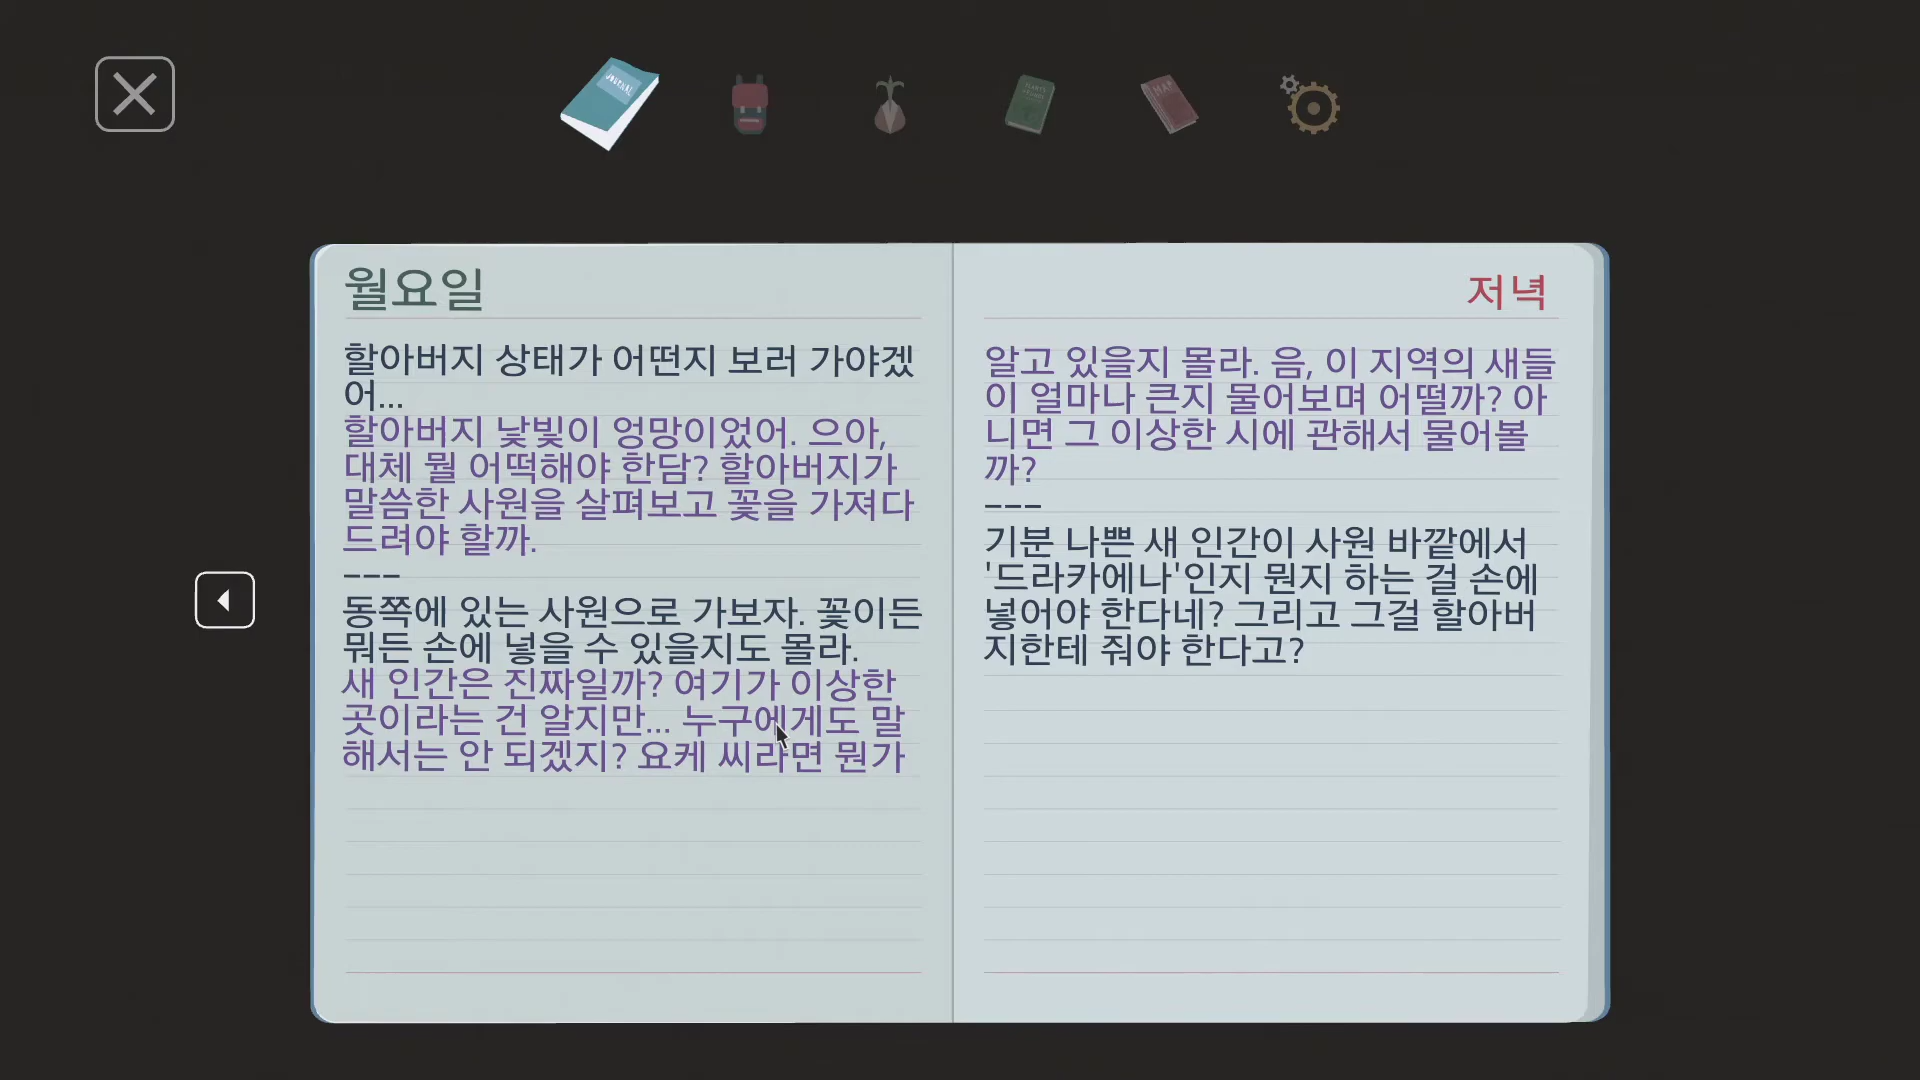 JOURNAL
PLANTS
MAP
월요일
할아버지 상태가 어떤지 보러 가야겠
어...
할아버지 낯빛이 엉망이었어. 으아,
대체 뭘 어떡해야 한담? 할아버지가
말씀한 사원을 살펴보고 꽃을 가져다
드려야 할까.
---
동쪽에 있는 사원으로 가보자. 꽃이든
뭐든 손에 넣을 수 있을지도 몰라.
새 인간은 진짜일까? 여기가 이상한
곳이라는 건 알지만... 누구에게도 말
해서는 안 되겠지? 요케 씨라면 뭔가
저녁
알고 있을지 몰라. 음, 이 지역의 새들
이 얼마나 큰지 물어보며 어떨까? 아
니면 그 이상한 시에 관해서 물어볼
까?
---
기분 나쁜 새 인간이 사원 바깥에서
'드라카에나'인지 뭔지 하는 걸 손에
넣어야 한다네? 그리고 그걸 할아버
지한테 줘야 한다고?